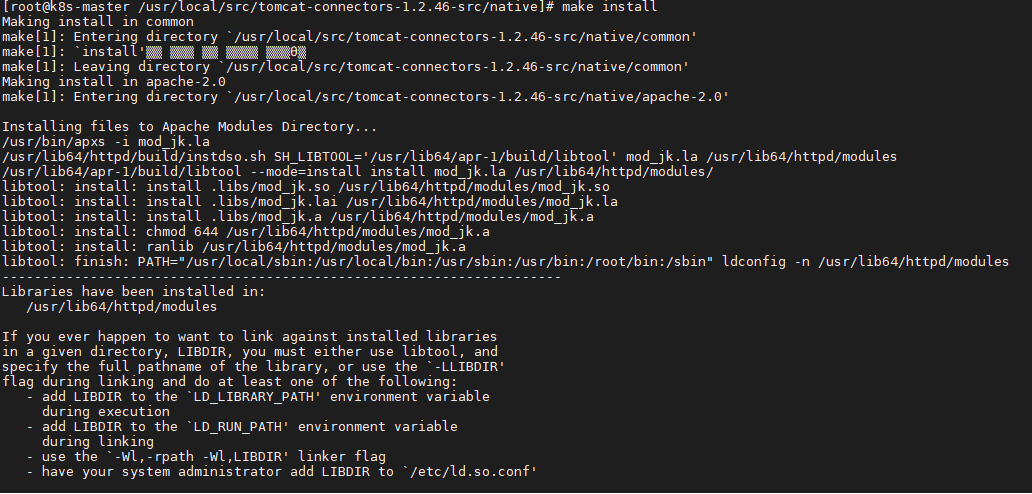 [root@k8s-master /usr/local/src/tomcat-connectors-1.2.46-src/native]# make install
Making install in common
make[1]: Entering directory `/usr/local/src/tomcat-connectors-1.2.46-src/native/common'
make[1]: `install'
make[1]: Leaving directory `/usr/local/src/tomcat-connectors-1.2.46-src/native/common'
Making install in apache-2.0
make[1]: Entering directory `/usr/local/src/tomcat-connectors-1.2.46-src/native/apache-2.0'
Installing files to Apache Modules Directory...
/usr/bin/apxs -i mod_jk.la
/usr/lib64/httpd/build/instdso.sh SH_LIBTOOL='/usr/lib64/apr-1/build/libtool' mod_jk.la /usr/lib64/httpd/modules
/usr/lib64/apr-1/build/libtool --mode=install install mod_jk.la /usr/lib64/httpd/modules/
libtool: install: install .libs/mod_jk.so /usr/lib64/httpd/modules/mod_jk.so
libtool: install: install .libs/mod_jk.lai /usr/lib64/httpd/modules/mod_jk.la
libtool: install: install .libs/mod_jk.a /usr/lib64/httpd/modules/mod_jk.a
libtool: install: chmod 644 /usr/lib64/httpd/modules/mod_jk.a
libtool: install: ranlib /usr/lib64/httpd/modules/mod_jk.a
libtool: finish: PATH="/usr/local/sbin:/usr/local/bin:/usr/sbin:/usr/bin:/root/bin:/sbin" ldconfig -n /usr/lib64/httpd/modules
----------------------------------------------------------------------
Libraries have been installed in:
   /usr/lib64/httpd/modules
If you ever happen to want to link against installed libraries
in a given directory, LIBDIR, you must either use libtool, and
specify the full pathname of the library, or use the `-LLIBDIR'
flag during linking and do at least one of the following:
   - add LIBDIR to the `LD_LIBRARY_PATH' environment variable
     during execution
   - add LIBDIR to the `LD_RUN_PATH' environment variable
     during linking
   - use the `-Wl,-rpath -Wl,LIBDIR' linker flag
   - have your system administrator add LIBDIR to `/etc/ld.so.conf'